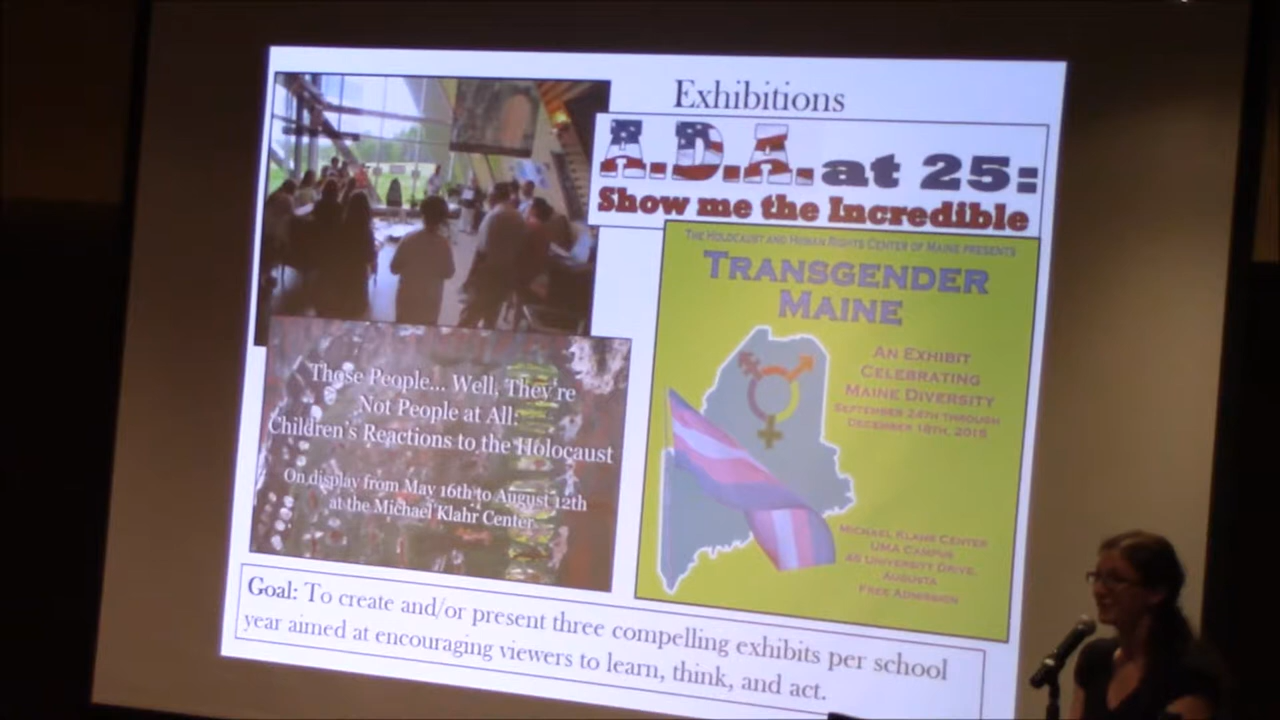 Exhibitions
A.D.A. at 25:
Show me the Incredible
THE HOLOCAUST AND HUMAN RIGHTS CENTER OF MAINE PRESENTS
TRANSGENDER
MAINE
AN EXHIBIT
CELEBRATING
MAINE DIVERSITY
SEPTEMBER 24TH THROUGH
DECEMBER 18TH, 2015
MICHAEL KLAHR CENTER
UMA CAMPUS
46 UNIVERSITY DRIVE,
AUGUSTA
FREE ADMISSION
Those People... Well, They're
Not People at All:
Children's Reactions to the Holocaust
On display from May 16th to August 12th
at the Michael Klahr Center
Goal: To create and/or present three compelling exhibits per school
year aimed at encouraging viewers to learn, think, and act.